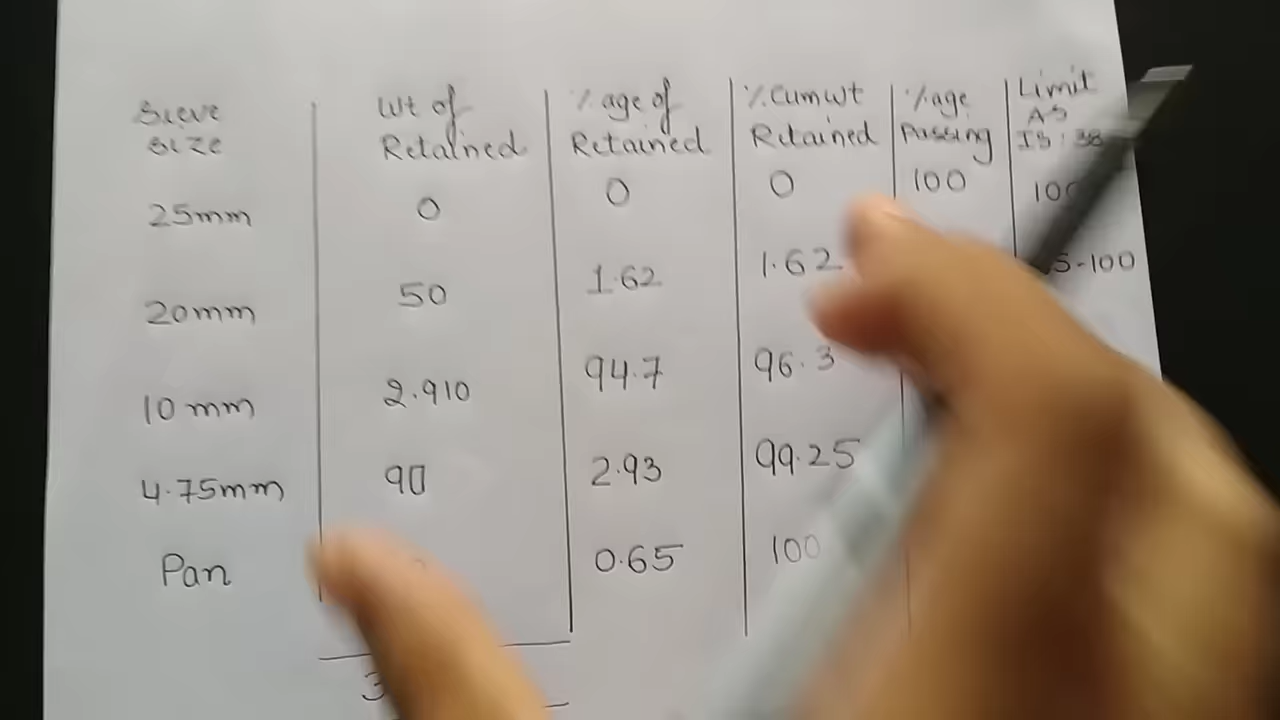 Sieve Size | Wt of Retained | %age of Retained | % Cum wt Retained | %age Passing | Limit AS IS:
25mm | 0 | 0 | 0 | 100
20mm | 50 | 1.62 | 1.62
10mm | 2.910 | 94.7 | 96.3
4.75mm | 90 | 2.93 | 99.25
Pan | 0.65 | 100